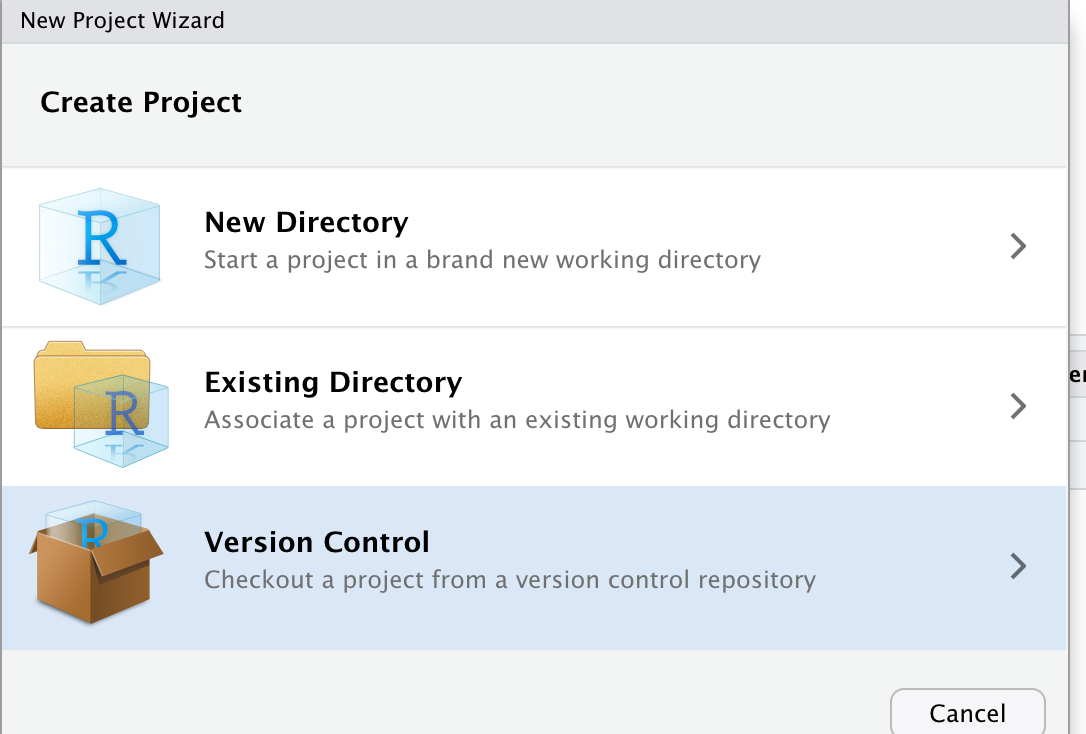 New Project Wizard
Create Project
R
New Directory
Start a project in a brand new working directory
R
Existing Directory
Associate a project with an existing working directory
R
Version Control
Checkout a project from a version control repository
Cancel